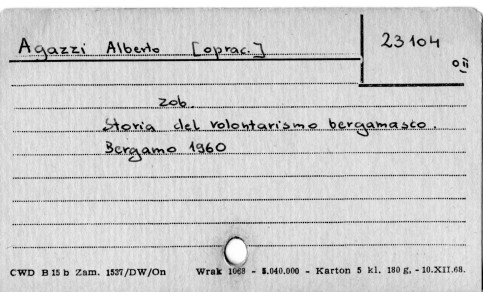 Agazzi Alberto [oprac.]
23104
zob.
Storia del volontarismo bergamasco.
Bergamo 1960
CWD B 15 b Zam. 1537/DW/On Wrak 1068 - 5.040.000 - Karton 5 kl. 180 g, - 10.XII.68.